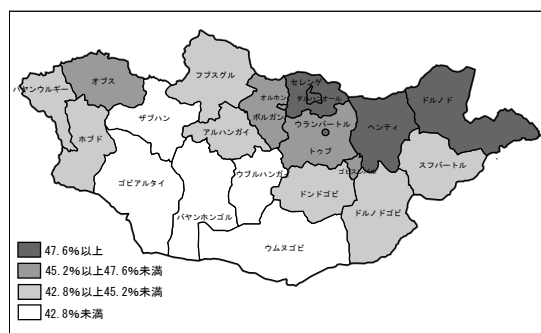 フブスグル
セレンゲ
オブス
バヤンウルギー
オルホン
ダルハンオール
ドルノド
ザブハン
ボルガン
ホブド
アルハンガイ
ウランバートル
ヘンティ
トゥブ
スフバートル
ゴビアルタイ
ウブルハンガイ
ドンドゴビ
バヤンホンゴル
ドルノドゴビ
ウムヌゴビ
47.6%以上
45.2%以上47.6%未満
42.8%以上45.2%未満
42.8%未満